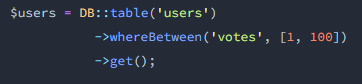 $users = DB::table('users')
->whereBetween('votes', [1, 100])
->get();